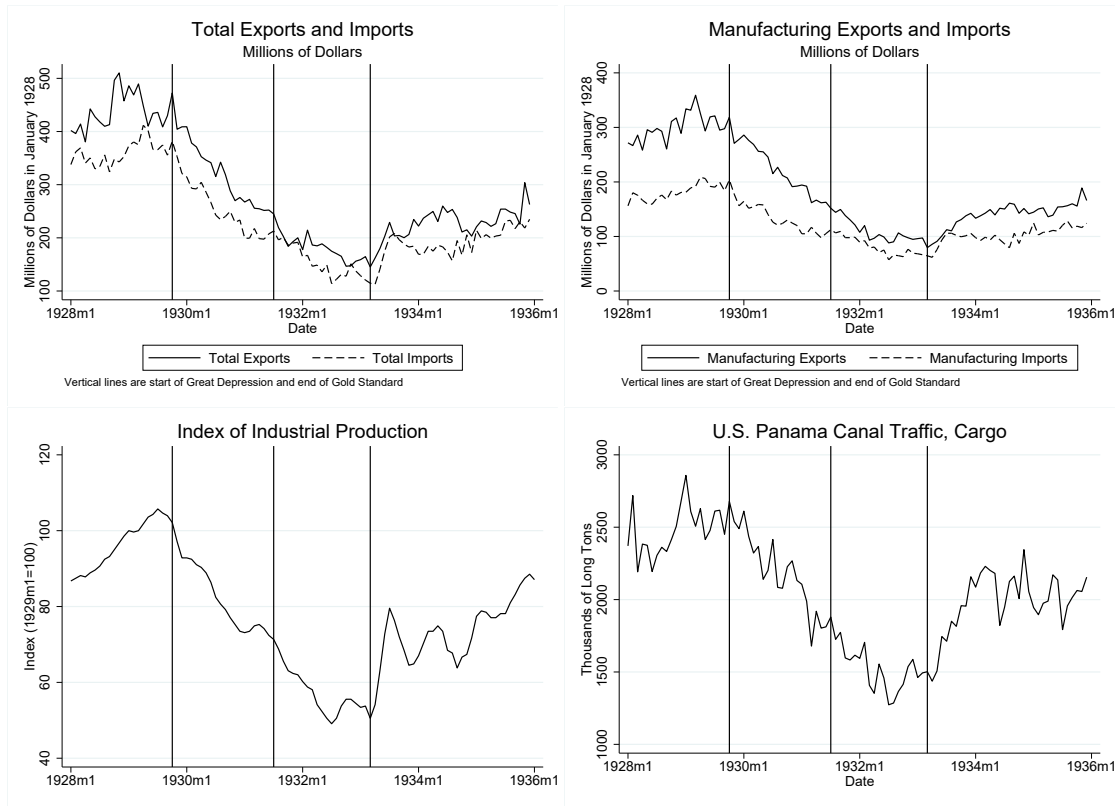 Total Exports and Imports
Millions of Dollars
Millions of Dollars in January 1928
500
400
300
200
100
1928m1 1930m1 1932m1 1934m1 1936m1
Date
Total Exports Total Imports
Vertical lines are start of Great Depression and end of Gold Standard
Manufacturing Exports and Imports
Millions of Dollars
Millions of Dollars in January 1928
400
300
200
100
0
1928m1 1930m1 1932m1 1934m1 1936m1
Date
Manufacturing Exports Manufacturing Imports
Vertical lines are start of Great Depression and end of Gold Standard
Index of Industrial Production
Index (1929m1=100)
120
100
80
60
40
1928m1 1930m1 1932m1 1934m1 1936m1
U.S. Panama Canal Traffic, Cargo
Thousands of Long Tons
3000
2500
2000
1500
1000
1928m1 1930m1 1932m1 1934m1 1936m1
Date